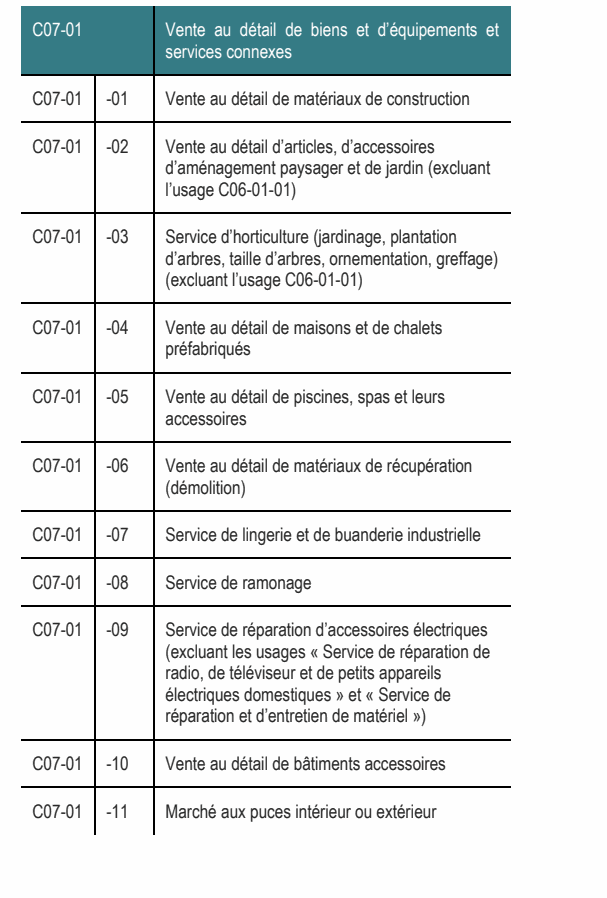 C07-01 Vente au détail de biens et d'équipements et
services connexes
C07-01 -01 Vente au détail de matériaux de construction
C07-01 -02 Vente au détail d'articles, d'accessoires
d'aménagement paysager et de jardin (excluant
l'usage C06-01-01)
C07-01 -03 Service d'horticulture (jardinage, plantation
d'arbres, taille d'arbres, ornementation, greffage)
(excluant l'usage C06-01-01)
C07-01 -04 Vente au détail de maisons et de chalets
préfabriqués
C07-01 -05 Vente au détail de piscines, spas et leurs
accessoires
C07-01 -06 Vente au détail de matériaux de récupération
(démolition)
C07-01 -07 Service de lingerie et de buanderie industrielle
C07-01 -08 Service de ramonage
C07-01 -09 Service de réparation d'accessoires électriques
(excluant les usages « Service de réparation de
radio, de téléviseur et de petits appareils
électriques domestiques » et « Service de
réparation et d'entretien de matériel »)
C07-01 -10 Vente au détail de bâtiments accessoires
C07-01 -11 Marché aux puces intérieur ou extérieur